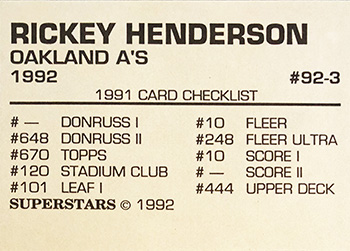 RICKEY HENDERSON
OAKLAND A'S
1992 #92-3
1991 CARD CHECKLIST
# — DONRUSS I #10 FLEER
#648 DONRUSS II #248 FLEER ULTRA
#670 TOPPS #10 SCORE I
#120 STADIUM CLUB # — SCORE II
#101 LEAF I #444 UPPER DECK
SUPERSTARS © 1992